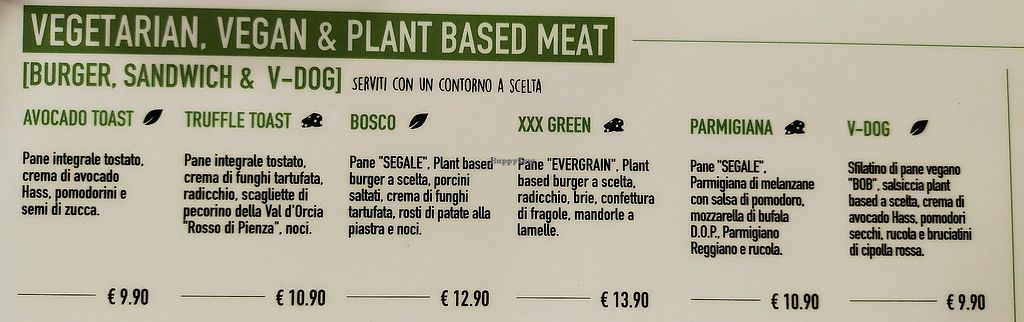 VEGETARIAN, VEGAN & PLANT BASED MEAT
[BURGER, SANDWICH & V-DOG] SERVITI CON UN CONTORNO A SCELTA
AVOCADO TOAST
Pane integrale tostato,
crema di avocado
Hass, pomodorini e
semi di zucca.
€ 9.90
TRUFFLE TOAST
Pane integrale tostato,
crema di funghi tartufata,
radicchio, scagliette di
pecorino della Val d'Orcia
"Rosso di Pienza", noci.
€ 10.90
BOSCO
Pane "SEGALE", Plant based
burger a scelta, porcini
saltati, crema di funghi
tartufata, rosti di patate alla
piastra e noci.
€ 12.90
XXX GREEN
Pane "EVERGRAIN", Plant
based burger a scelta,
radicchio, brie, confettura
di fragole, mandorle a
lamelle.
€ 13.90
PARMIGIANA
Pane "SEGALE",
Parmigiana di melanzane
con salsa di pomodoro,
mozzarella di bufala
D.O.P., Parmigiano
Reggiano e rucola.
€ 10.90
V-DOG
Sfilatino di pane vegano
"BOB", salsiccia plant
based a scelta, crema di
avocado Hass, pomodori
secchi, rucola e bruciatini
di cipolla rossa.
€ 9.90
HappyCow